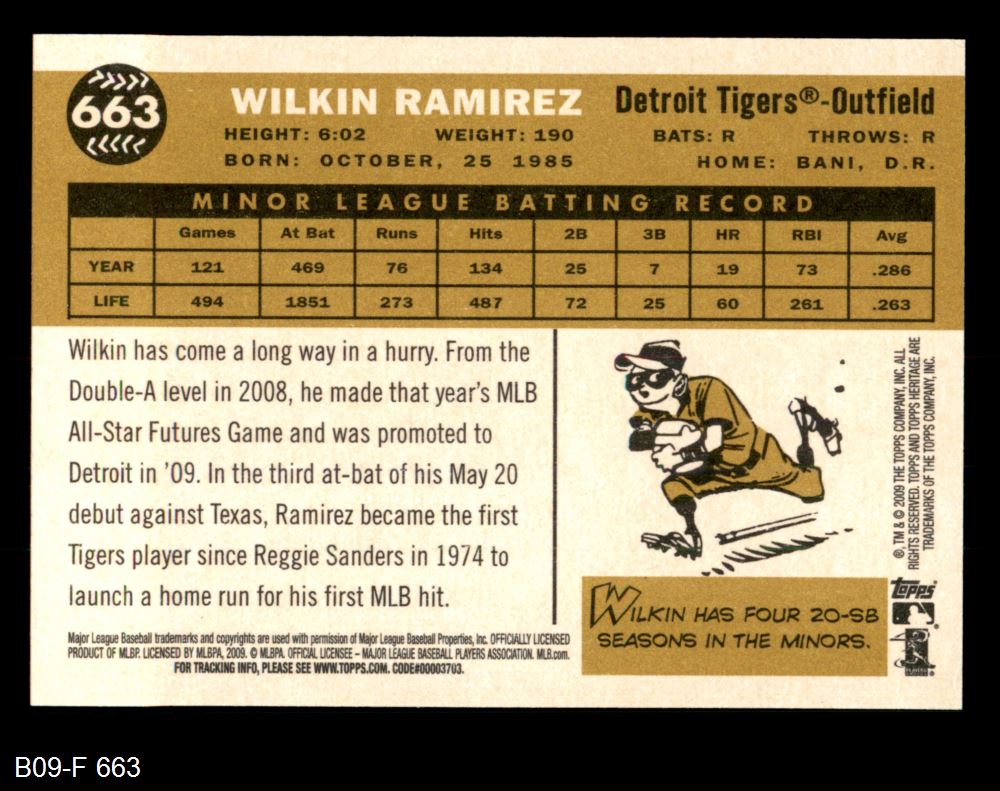 663
WILKIN RAMIREZ
Detroit Tigers®-Outfield
HEIGHT: 6:02 WEIGHT: 190 BATS: R THROWS: R
BORN: OCTOBER, 25 1985 HOME: BANI, D.R.
MINOR LEAGUE BATTING RECORD
Games At Bat Runs Hits 2B 3B HR RBI Avg
YEAR 121 469 76 134 25 7 19 73 .286
LIFE 494 1851 273 487 72 25 60 261 .263
Wilkin has come a long way in a hurry. From the
Double-A level in 2008, he made that year's MLB
All-Star Futures Game and was promoted to
Detroit in '09. In the third at-bat of his May 20
debut against Texas, Ramirez became the first
Tigers player since Reggie Sanders in 1974 to
launch a home run for his first MLB hit.
Major League Baseball trademarks and copyrights are used with permission of Major League Baseball Properties, Inc. OFFICIALLY LICENSED
PRODUCT OF MLBP. LICENSED BY MLBPA, 2009. © MLBPA. OFFICIAL LICENSEE – MAJOR LEAGUE BASEBALL PLAYERS ASSOCIATION. MLB.com.
FOR TRACKING INFO, PLEASE SEE WWW.TOPPS.COM. CODE#00003703.
WILKIN HAS FOUR 20-SB
SEASONS IN THE MINORS.
®, TM & © 2009 THE TOPPS COMPANY, INC. ALL
RIGHTS RESERVED. TOPPS AND TOPPS HERITAGE ARE
TRADEMARKS OF THE TOPPS COMPANY, INC.
Topps
B09-F 663